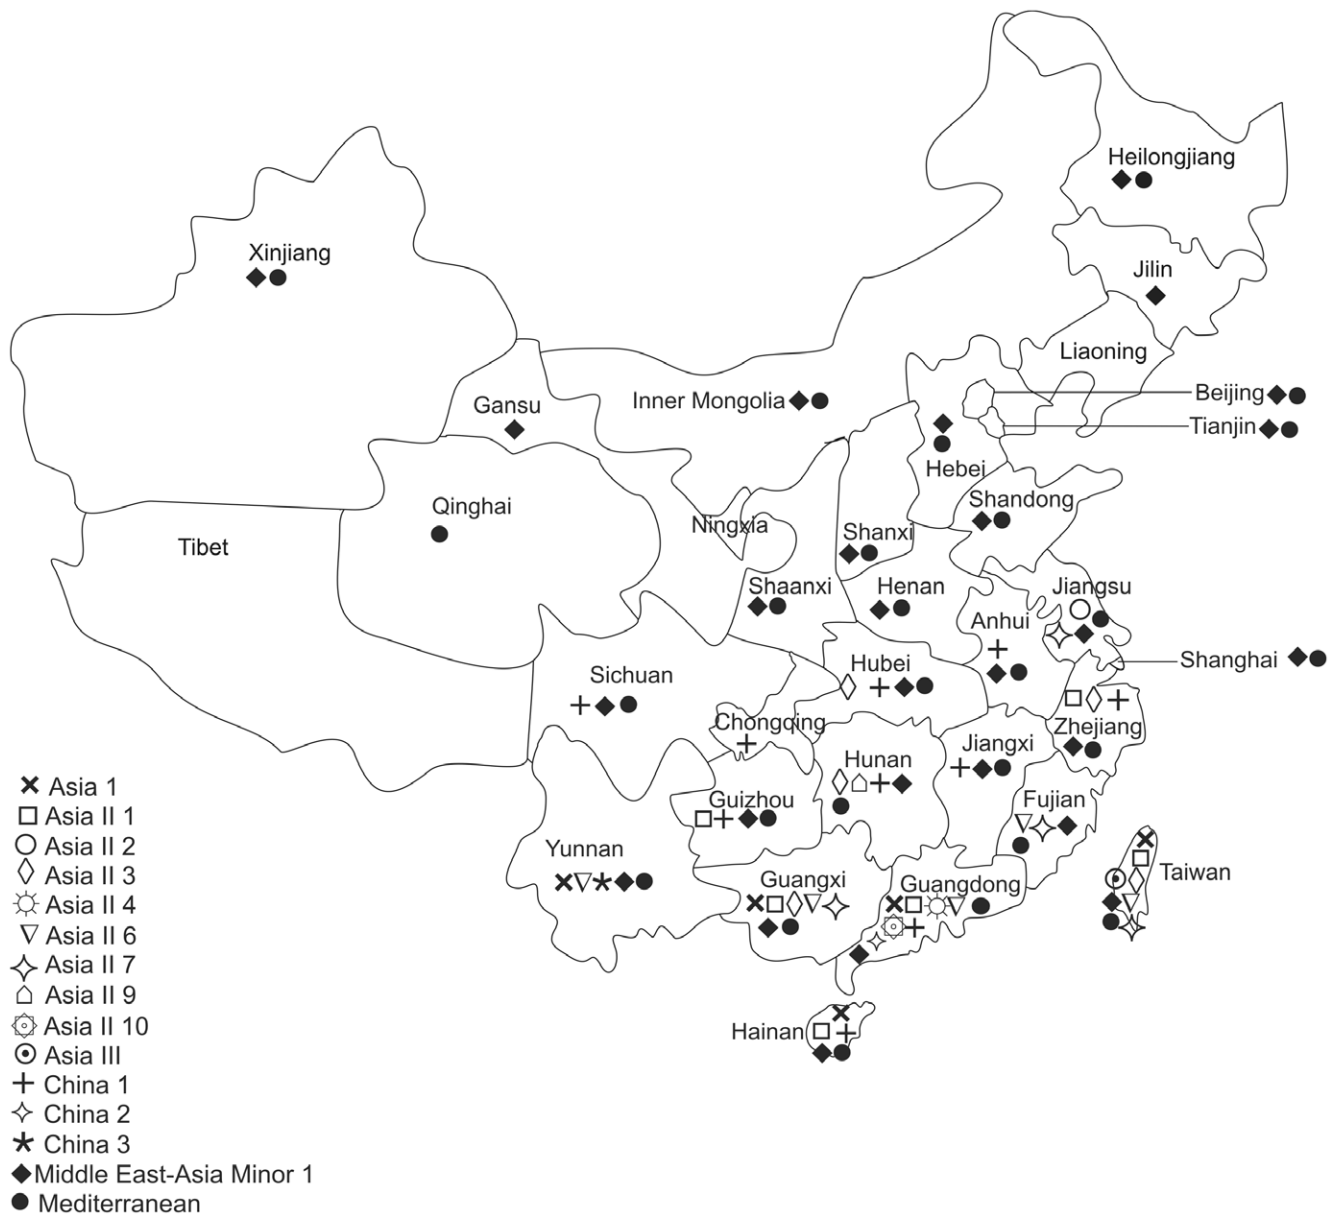 Heilongjiang
Xinjiang
Jilin
Liaoning
Beijing
Inner Mongolia
Gansu
Tianjin
Hebei
Shandong
Qinghai
Ningxia
Shanxi
Tibet
Shaanxi
Henan
Jiangsu
Anhui
Shanghai
Hubei
Sichuan
Chongqing
Zhejiang
Jiangxi
Hunan
Guizhou
Fujian
Yunnan
Taiwan
Guangxi
Guangdong
Hainan
Asia 1
Asia II 1
Asia II 2
Asia II 3
Asia II 4
Asia II 6
Asia II 7
Asia II 9
Asia II 10
Asia III
China 1
China 2
China 3
Middle East-Asia Minor 1
Mediterranean